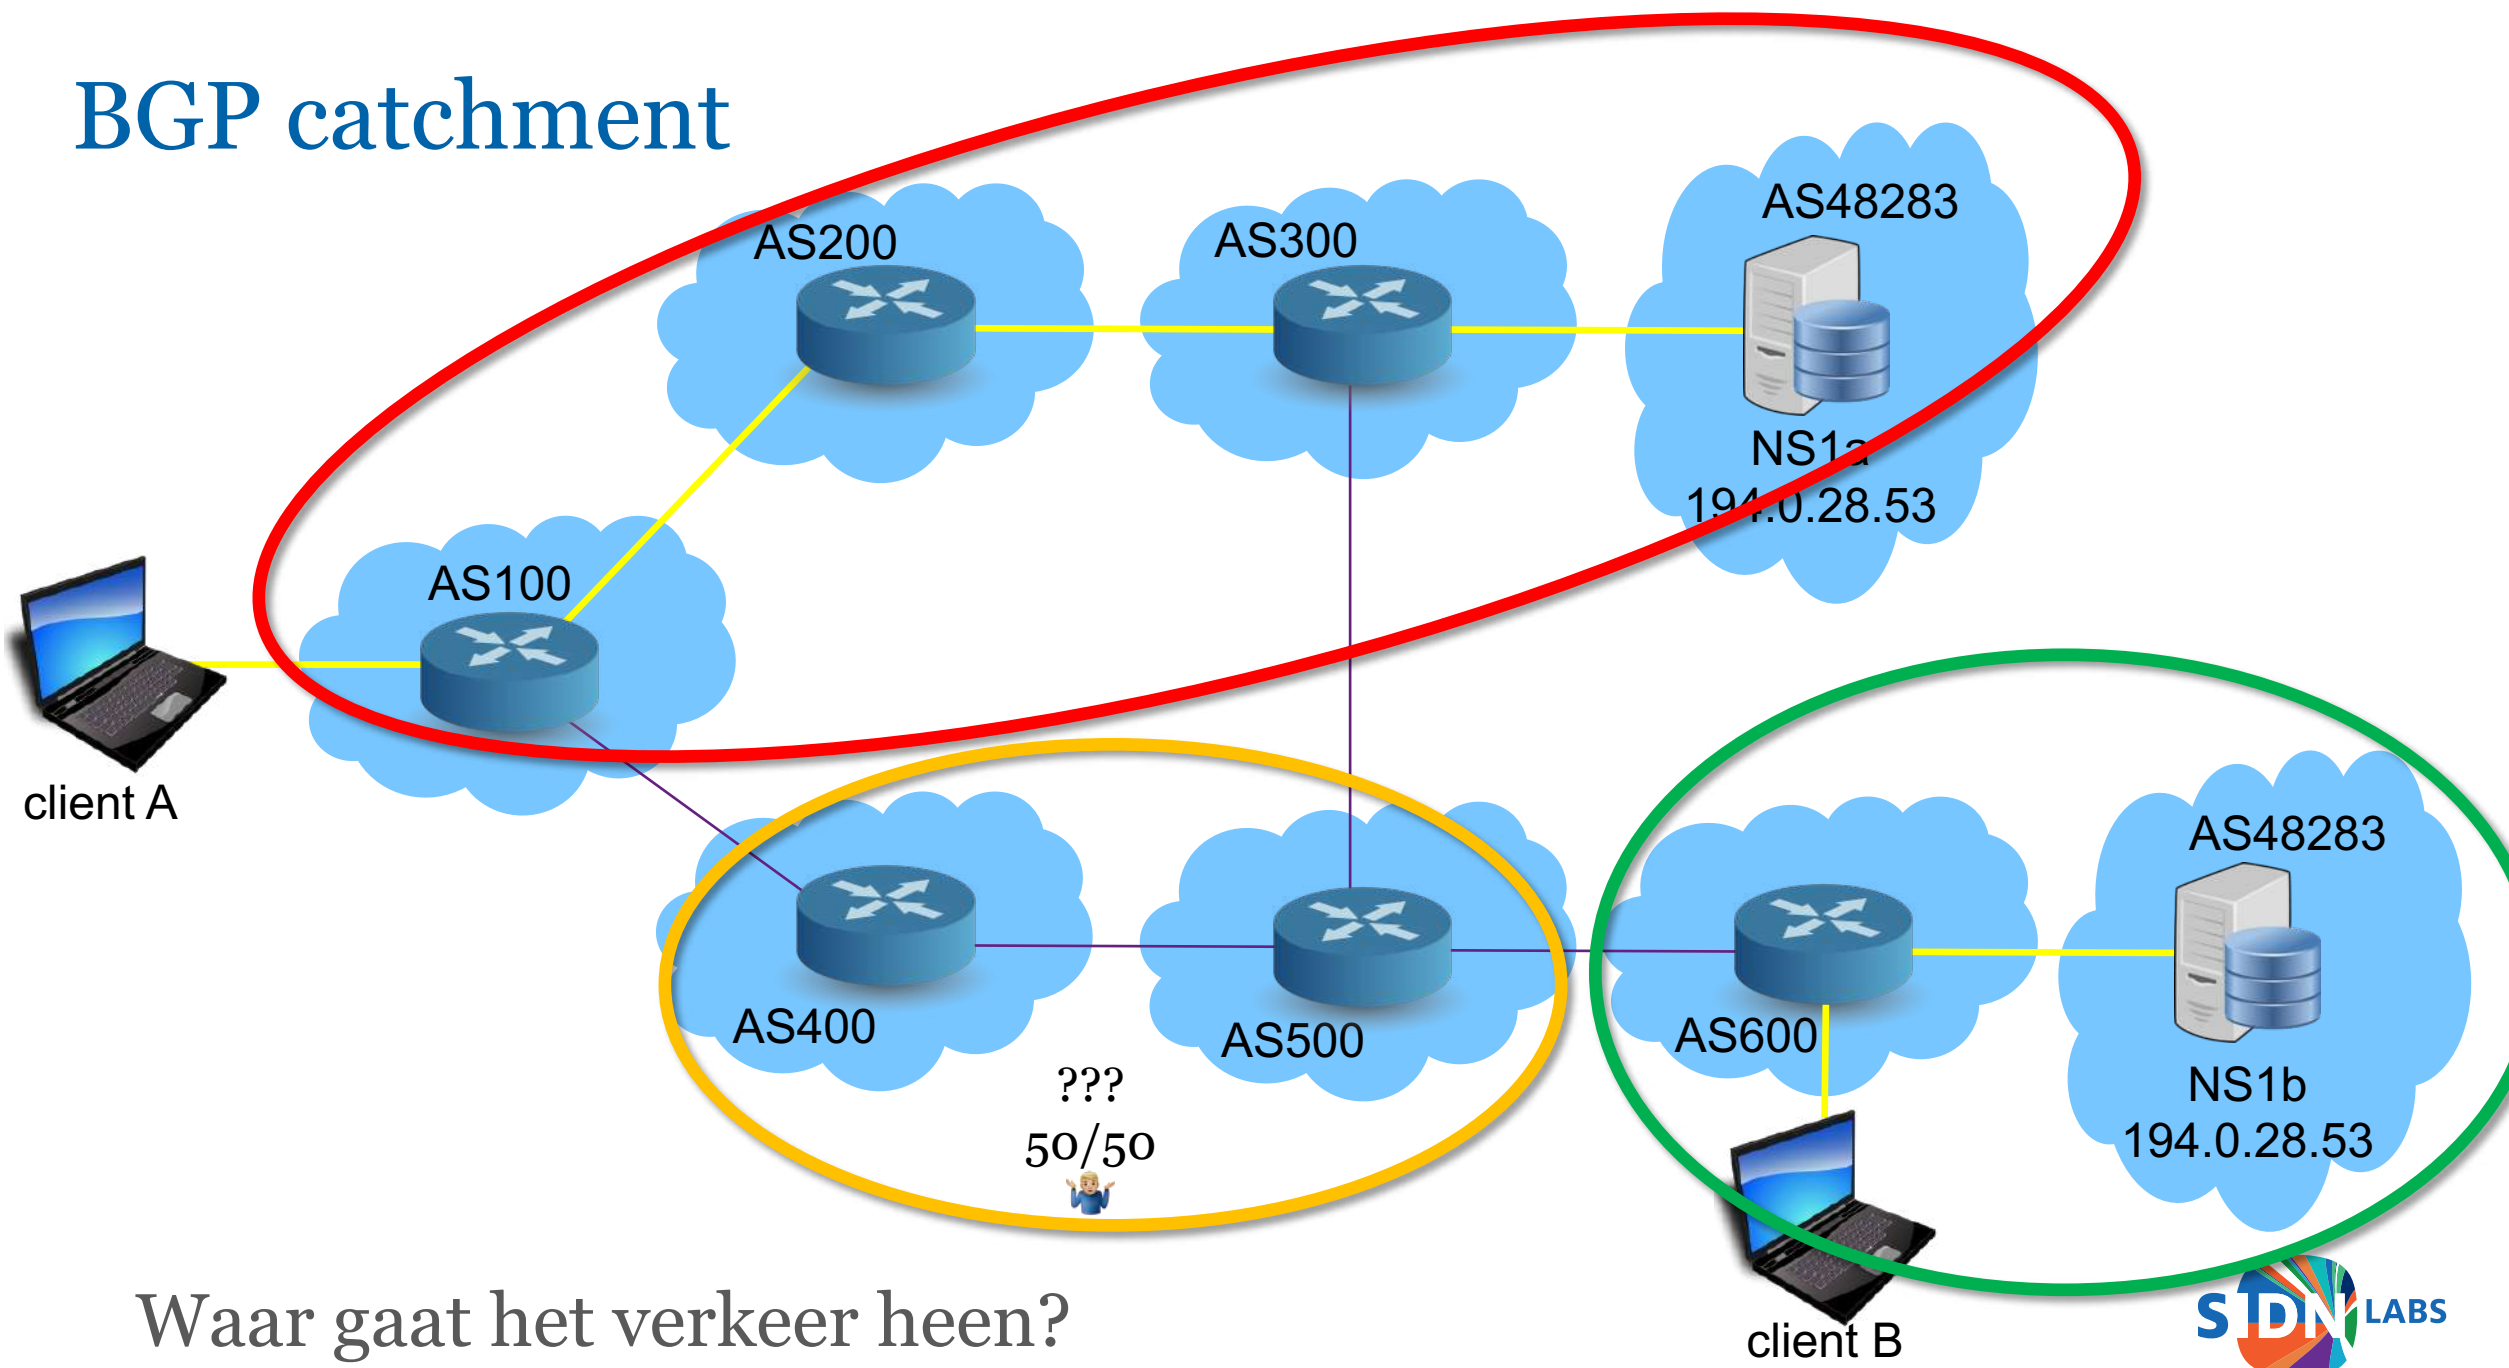 BGP catchment
AS200
AS300
AS48283
NS1a
194.0.28.53
AS100
client A
AS400
AS500
???
50/50
AS600
AS48283
NS1b
194.0.28.53
client B
Waar gaat het verkeer heen?
SIDN LABS